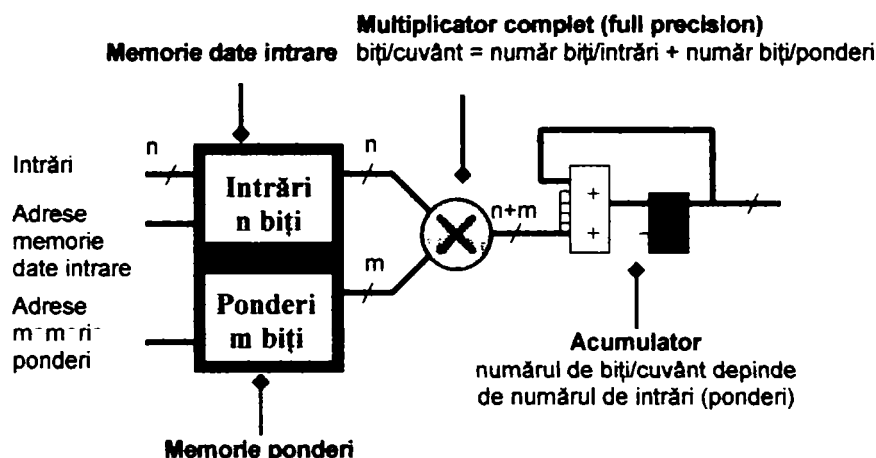 Multiplicator complet (full precision)
Memorie date intrare
biți/cuvânt = număr biți/intrări + număr biți/ponderi
n
n
Intrări
Intrări
n biți
Adrese
memorie
date intrare
n+m
+
+
m
Adrese
ponderi
Ponderi
m biți
Acumulator
numărul de biți/cuvânt depinde
de numărul de intrări (ponderi)
Memorie ponderi